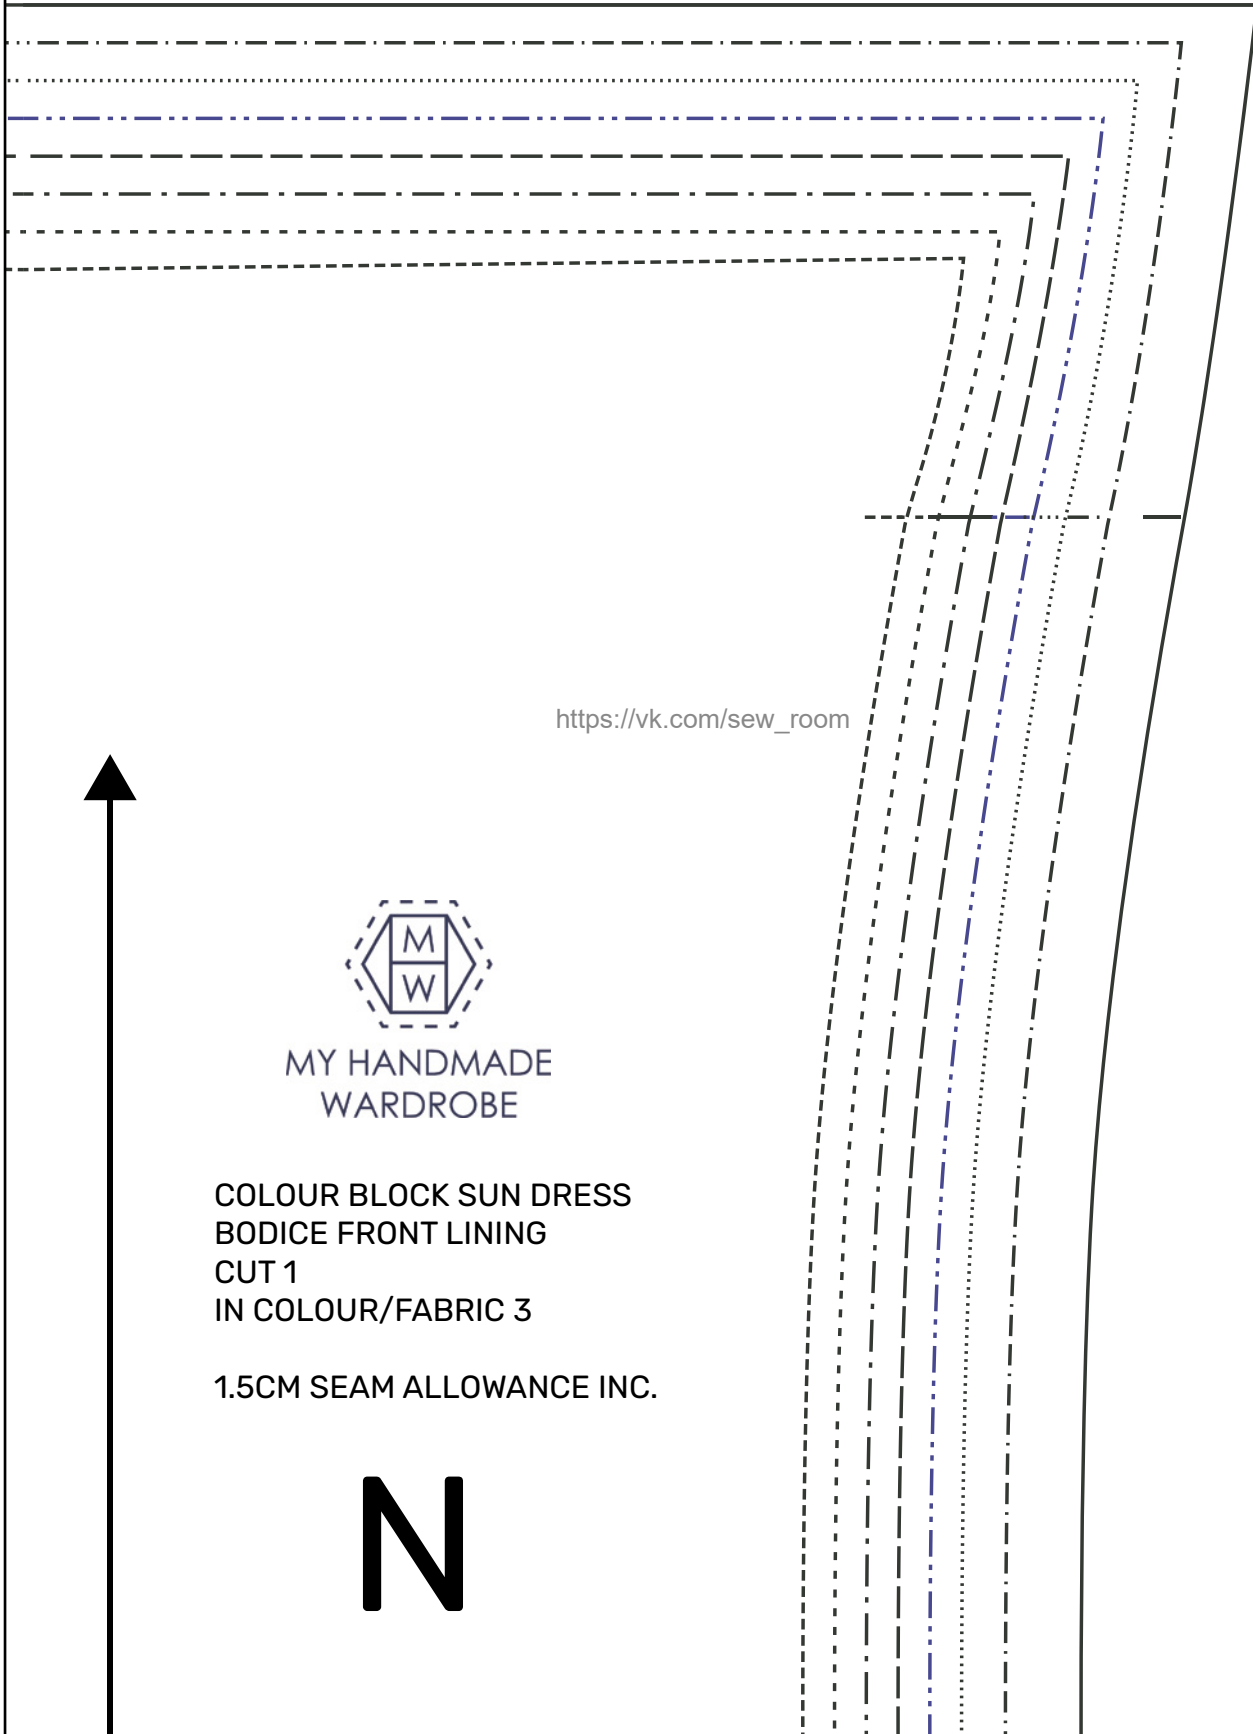 https://vk.com/sew_room
M
W
MY HANDMADE
WARDROBE
COLOUR BLOCK SUN DRESS
BODICE FRONT LINING
CUT 1
IN COLOUR/FABRIC 3
1.5CM SEAM ALLOWANCE INC.
N